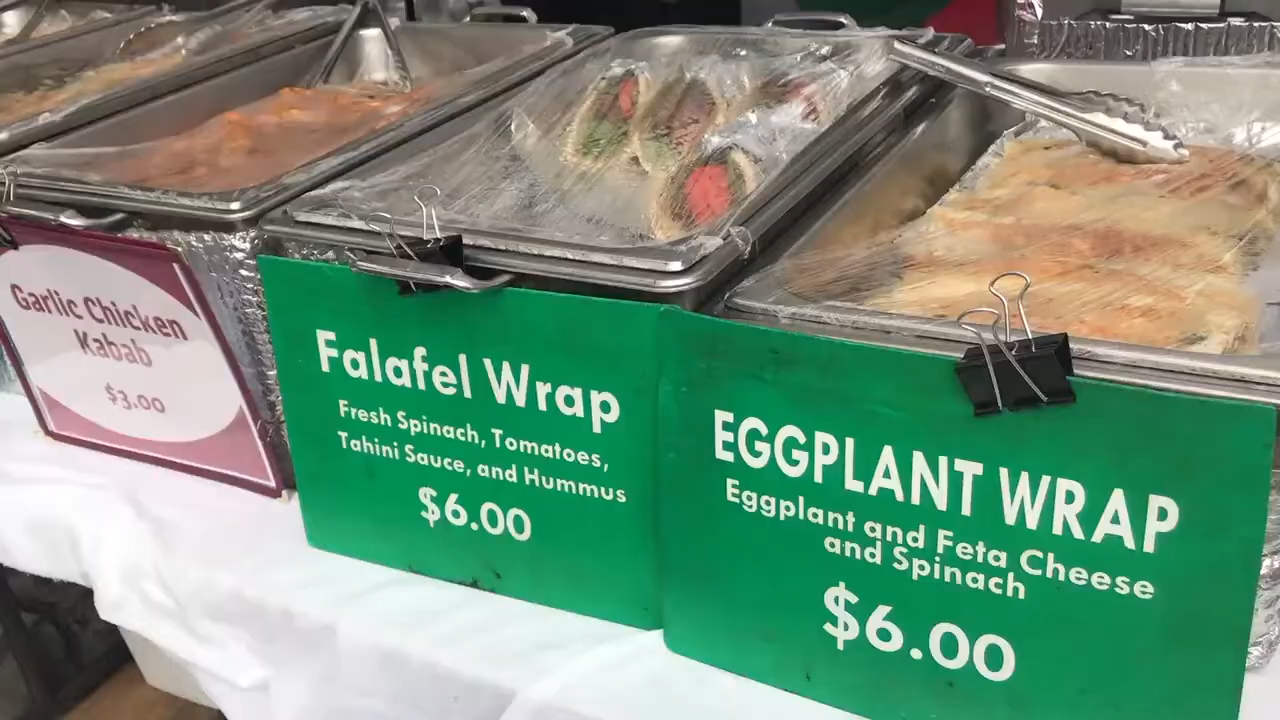 Garlic Chicken
Kabab
$3.00
Falafel Wrap
Fresh Spinach, Tomatoes,
Tahini Sauce, and Hummus
$6.00
EGGPLANT WRAP
Eggplant and Feta Cheese
and Spinach
$6.00